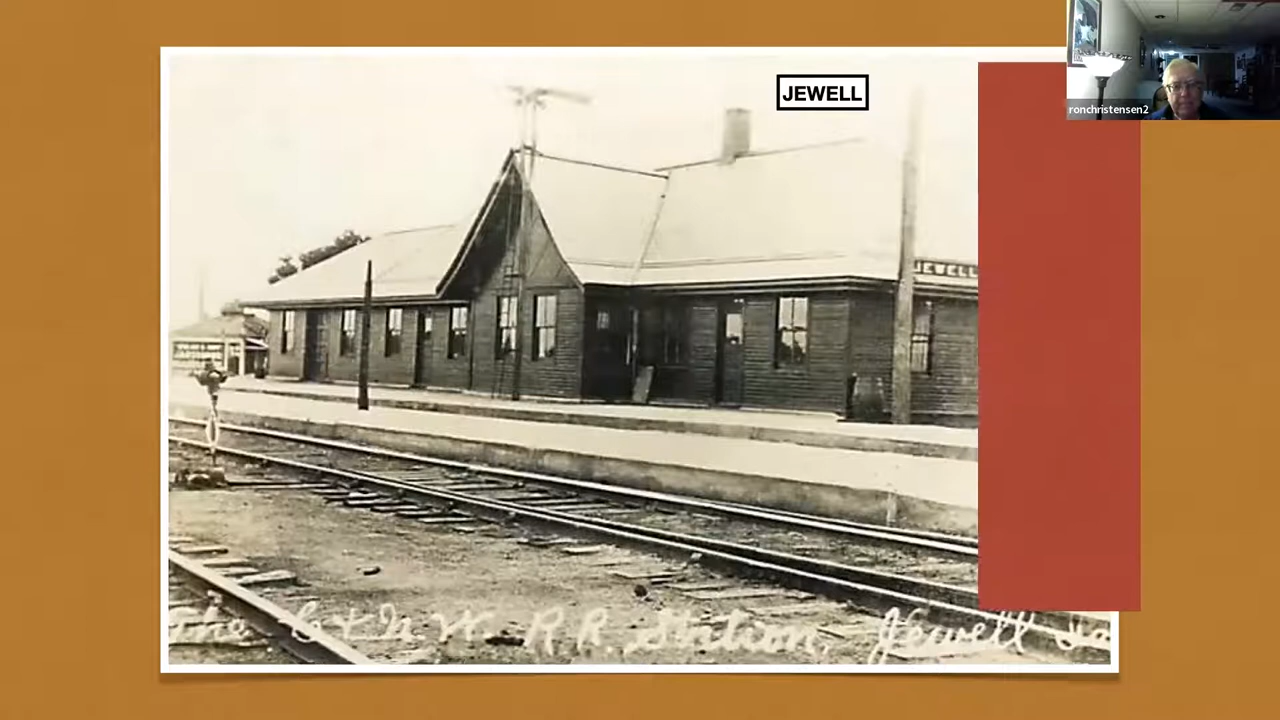 JEWELL
ronchristensen2
JEWELL
The C & N.W. R.R. Station, Jewell Ia